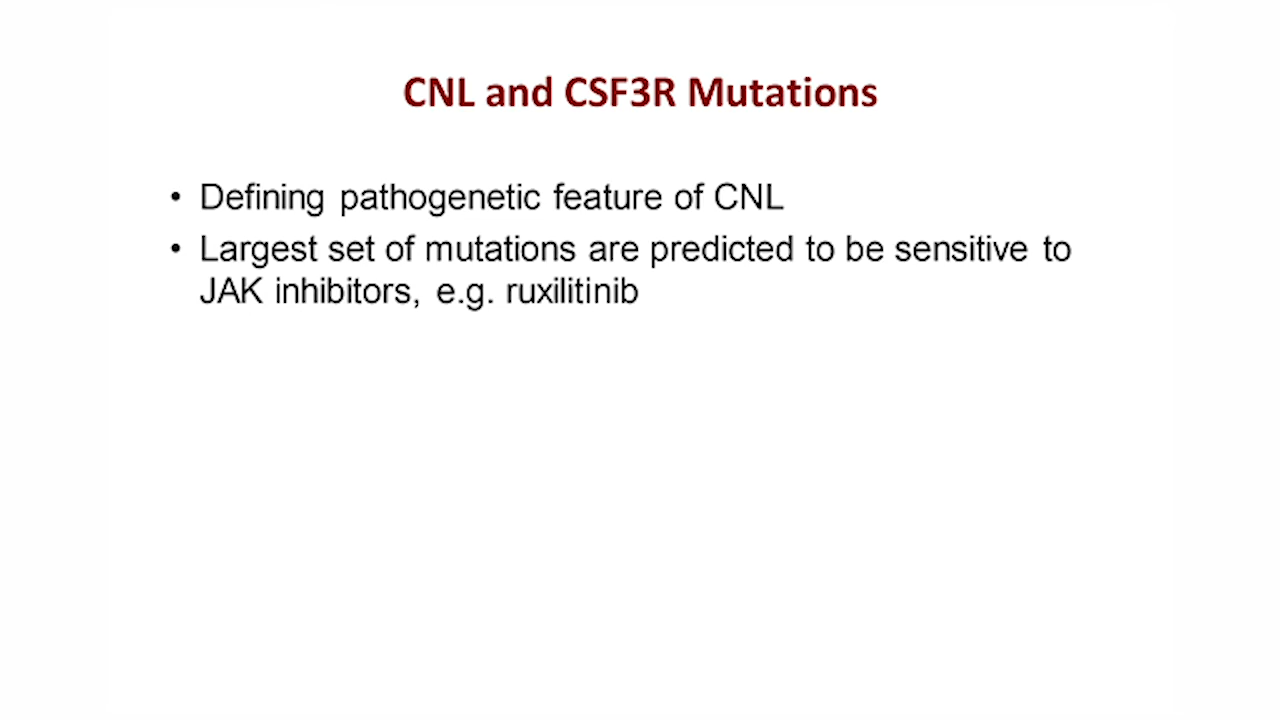 CNL and CSF3R Mutations
• Defining pathogenetic feature of CNL
• Largest set of mutations are predicted to be sensitive to
JAK inhibitors, e.g. ruxilitinib